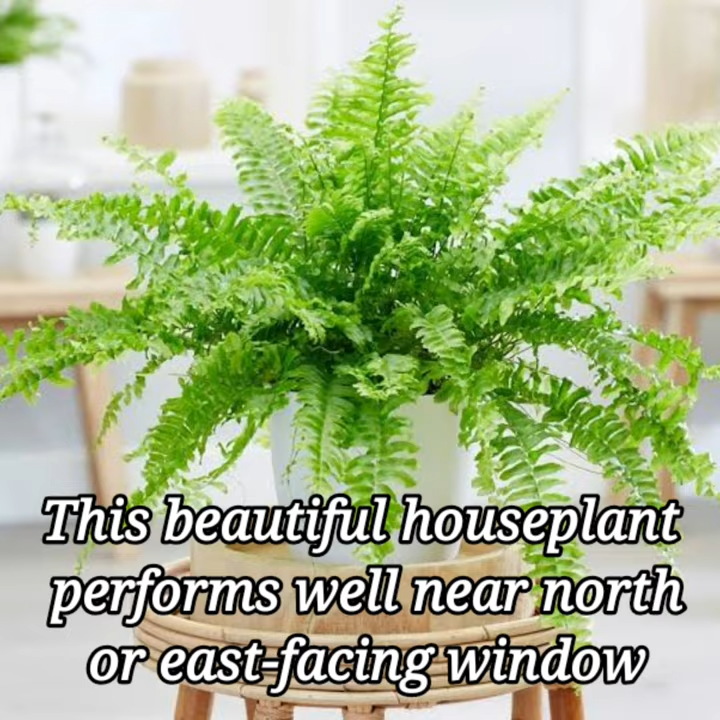 This beautiful houseplant
performs well near north
or east-facing window